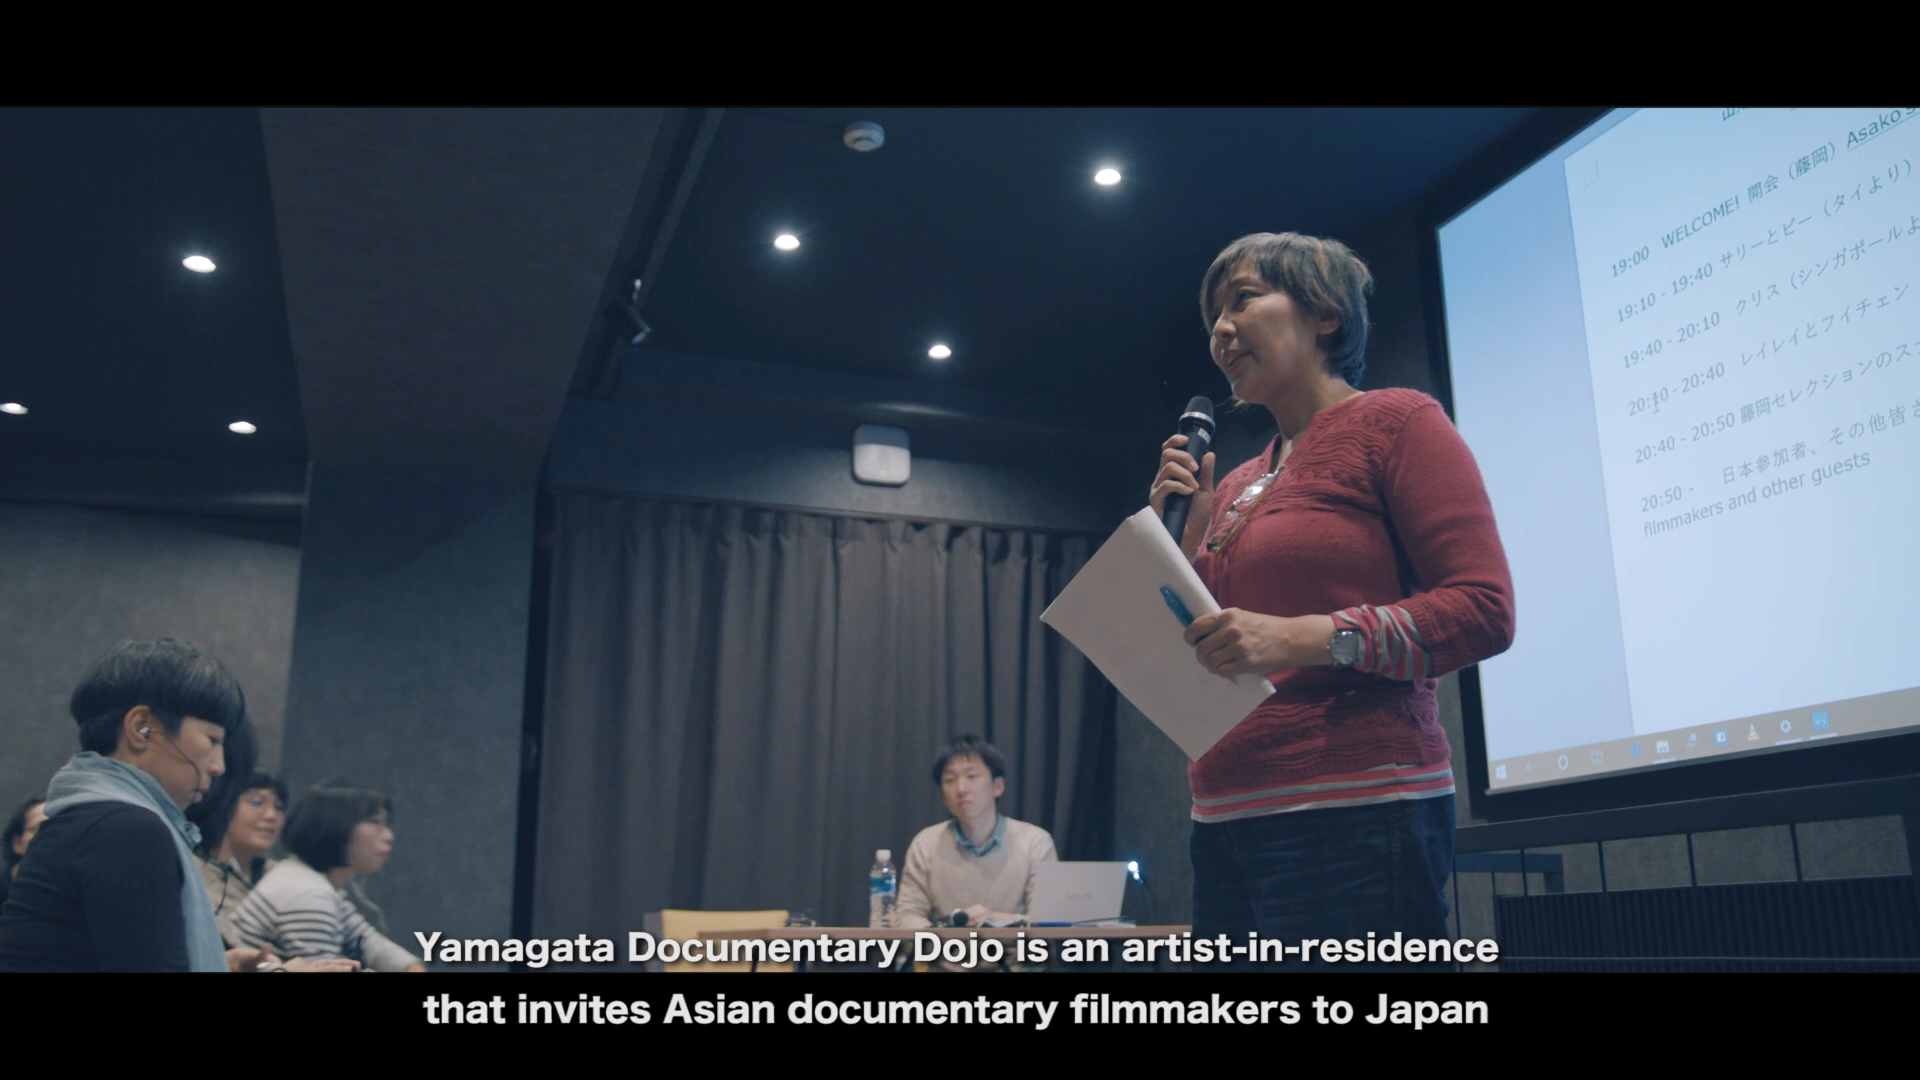 19:00 WELCOME! 開会（藤岡）Asako's
19:10 - 19:40 サリーとピー（タイより）
19:40 - 20:10 クリス（シンガポールよ
20:10 - 20:40 レイレイとフイチェン
20:40 - 20:50 藤岡セレクションのス
20:50 - 日本参加者、その他皆さ
filmmakers and other guests
Yamagata Documentary Dojo is an artist-in-residence
that invites Asian documentary filmmakers to Japan